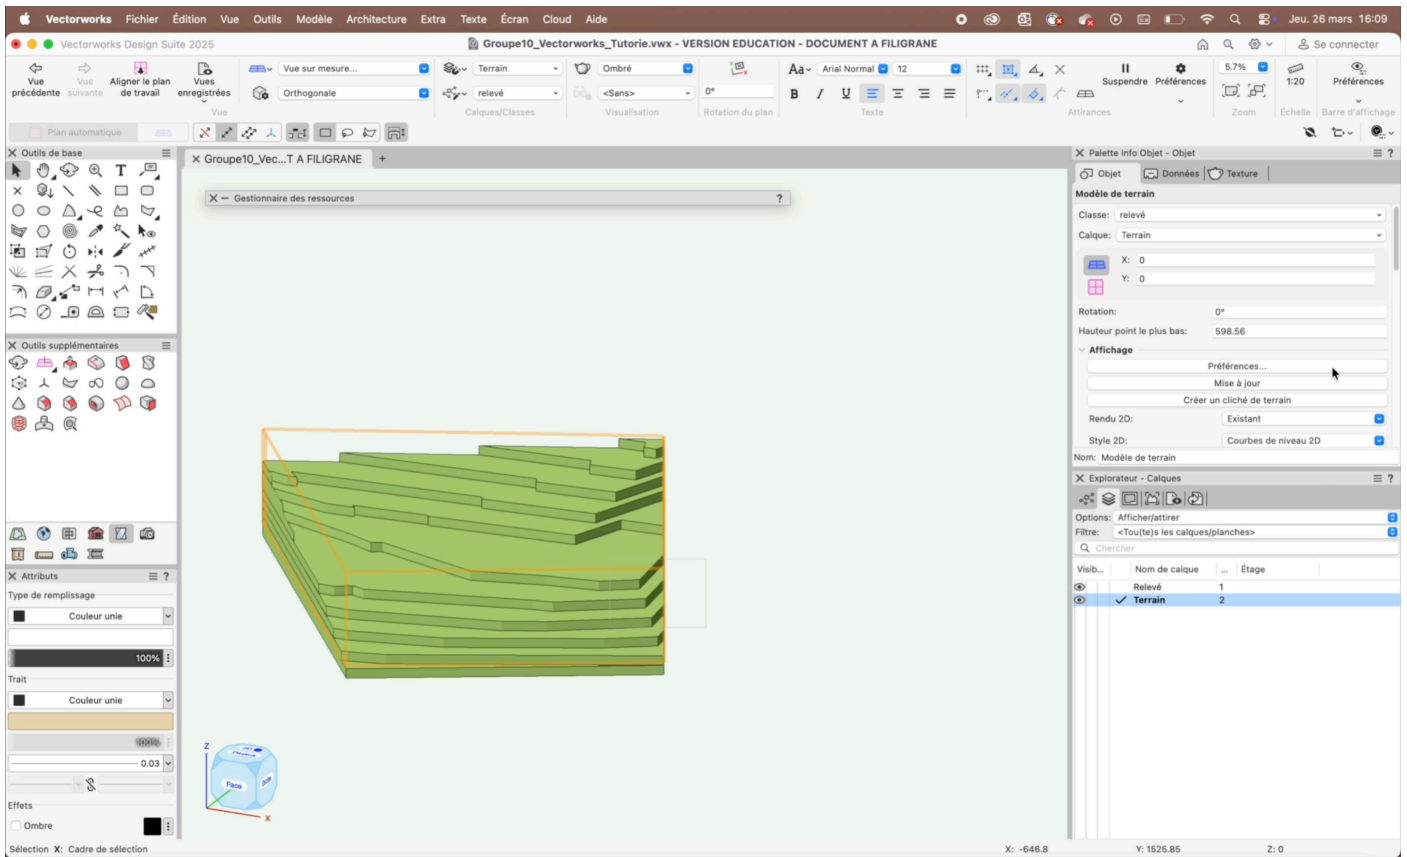 Vectorworks Fichier Édition Vue Outils Modèle Architecture Extra Texte Écran Cloud Aide Jeu. 26 mars 16:09
Vectorworks Design Suite 2025 Groupe10_Vectorworks_Tutorie.vwx - VERSION EDUCATION - DOCUMENT A FILIGRANE Se connecter
Vue précédente
Vue suivante
Aligner le plan de travail
Vues enregistrées
Vue sur mesure...
Orthogonale
Vue
Terrain
relevé
Calques/Classes
Ombré
<Sans>
Visualisation
0°
Rotation du plan
Aa Arial Normal 12
B I U
Texte
Attirances
Suspendre Préférences
5.7%
Zoom
1:20
Échelle
Préférences
Barre d'affichage
Plan automatique
Outils de base
Groupe10_Vec...T A FILIGRANE +
Gestionnaire des ressources ?
Outils supplémentaires
Attributs ?
Type de remplissage
Couleur unie
100%
Trait
Couleur unie
100%
0.03
Effets
Ombre
Z
Face
X
Palette Info Objet - Objet ?
Objet Données Texture
Modèle de terrain
Classe: relevé
Calque: Terrain
X: 0
Y: 0
Rotation: 0°
Hauteur point le plus bas: 598.56
Affichage
Préférences...
Mise à jour
Créer un cliché de terrain
Rendu 2D: Existant
Style 2D: Courbes de niveau 2D
Nom: Modèle de terrain
Explorateur - Calques ?
Options: Afficher/attirer
Filtre: <Tou(te)s les calques/planches>
Chercher
Visib... Nom de calque ... Étage
Relevé 1
Terrain 2
Sélection X: Cadre de sélection X: -646.8 Y: 1525.85 Z: 0